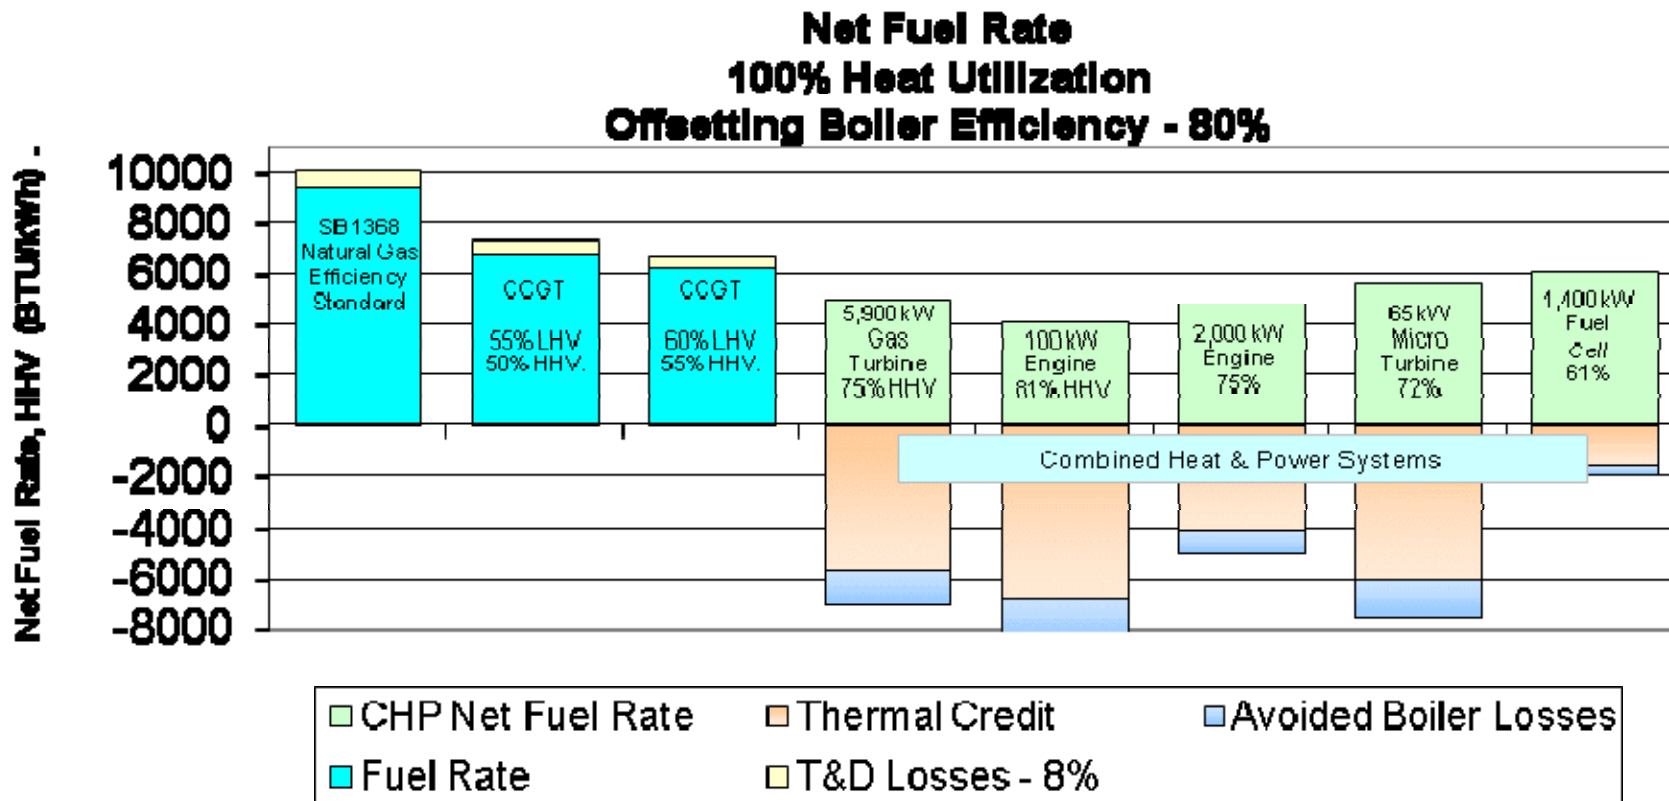 Net Fuel Rate
100% Heat Utilization
Offsetting Boiler Efficiency - 80%
Net Fuel Rate, HHV (BTU/kWh) .
10000
8000
6000
4000
2000
0
-2000
-4000
-6000
-8000
SB1368
Natural Gas
Efficiency
Standard
CCGT
55% LHV
50% HHV.
CCGT
60% LHV
55% HHV.
5,900 kW
Gas
Turbine
75% HHV
100 kW
Engine
81% HHV
2,000 kW
Engine
75%
65 kW
Micro
Turbine
72%
1,400 kW
Fuel
Cell
61%
Combined Heat & Power Systems
CHP Net Fuel Rate
Thermal Credit
Avoided Boiler Losses
Fuel Rate
T&D Losses - 8%